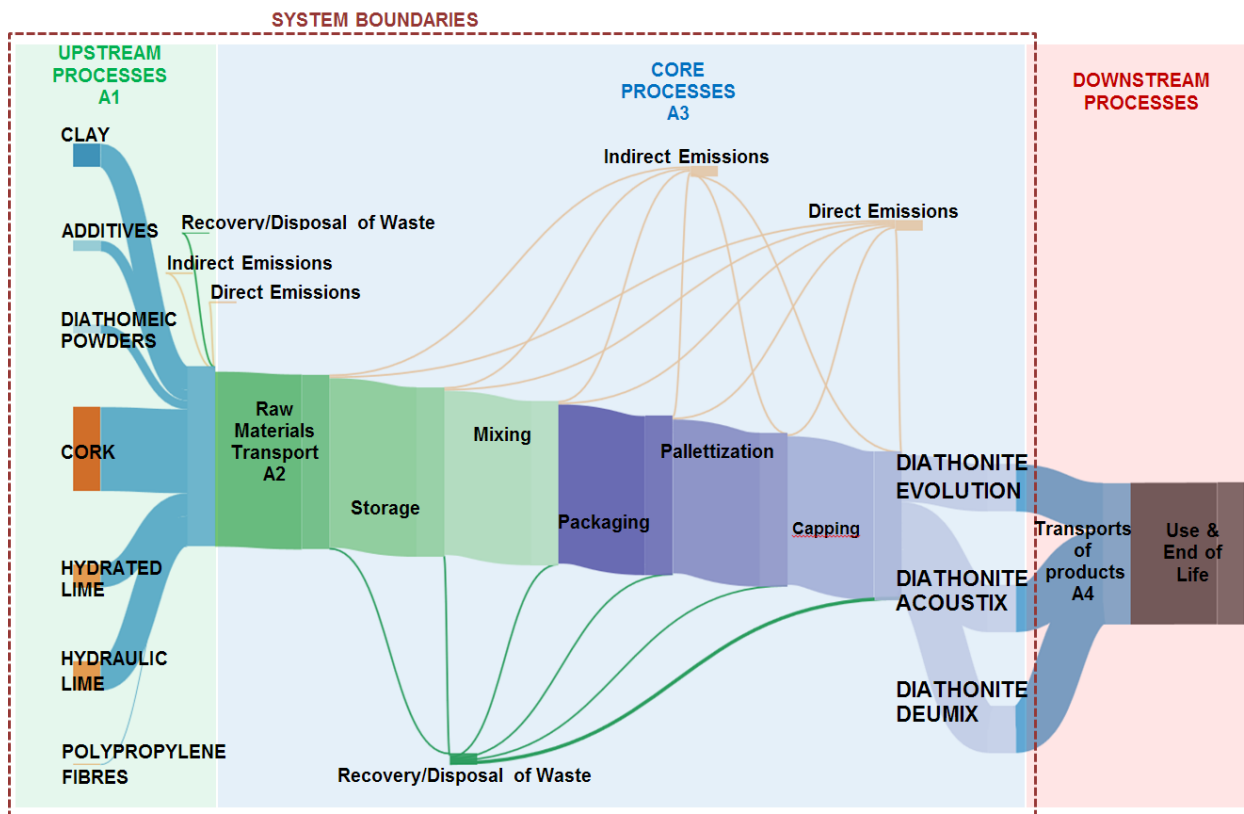 SYSTEM BOUNDARIES
UPSTREAM
PROCESSES
A1
CORE
PROCESSES
A3
DOWNSTREAM
PROCESSES
CLAY
Indirect Emissions
Direct Emissions
ADDITIVES
Recovery/Disposal of Waste
Indirect Emissions
Direct Emissions
DIATHOMEIC
POWDERS
CORK
Raw
Materials
Transport
A2
Storage
Mixing
Packaging
Pallettization
Capping
DIATHONITE
EVOLUTION
DIATHONITE
ACOUSTIX
DIATHONITE
DEUMIX
Transports
of
products
A4
Use &
End of
Life
HYDRATED
LIME
HYDRAULIC
LIME
POLYPROPYLENE
FIBRES
Recovery/Disposal of Waste